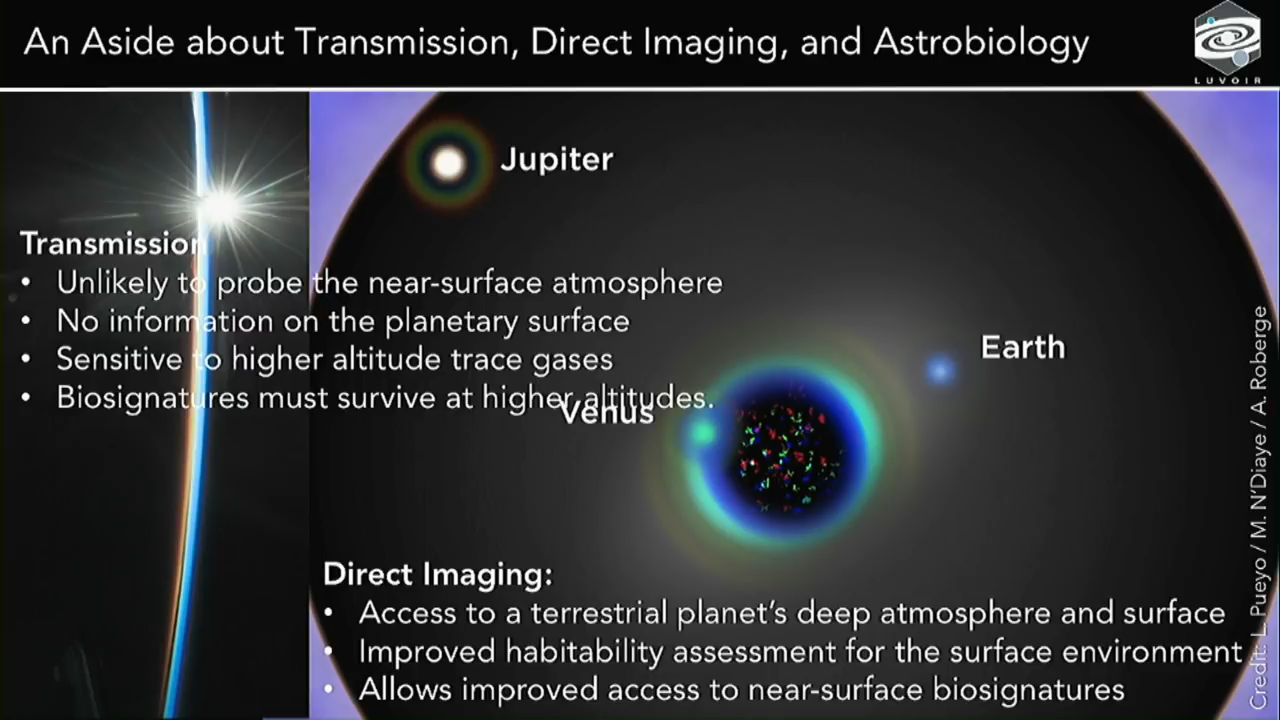 An Aside about Transmission, Direct Imaging, and Astrobiology
LUVOIR
Jupiter
Transmission
• Unlikely to probe the near-surface atmosphere
• No information on the planetary surface
• Sensitive to higher altitude trace gases
• Biosignatures must survive at higher altitudes.
Earth
Venus
Direct Imaging:
• Access to a terrestrial planet's deep atmosphere and surface
• Improved habitability assessment for the surface environment
• Allows improved access to near-surface biosignatures
Credit: L. Pueyo / M. N'Diaye / A. Roberge